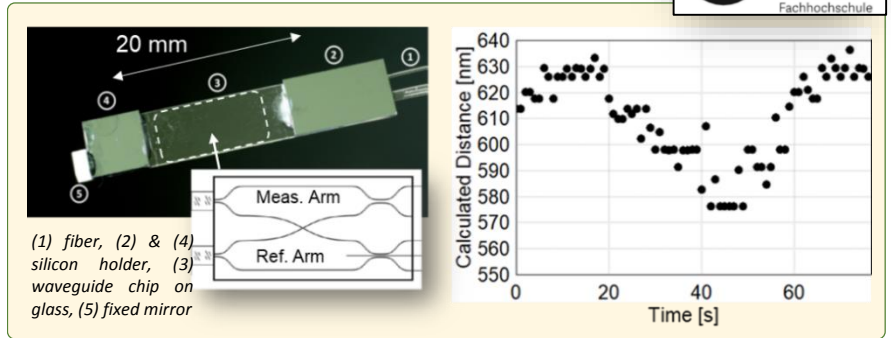 Fachhochschule
20 mm
1
2
3
4
5
Meas. Arm
Ref. Arm
(1) fiber, (2) & (4)
silicon holder, (3)
waveguide chip on
glass, (5) fixed mirror
640
630
620
610
600
590
580
570
560
550
Calculated Distance [nm]
0
20
40
60
Time [s]